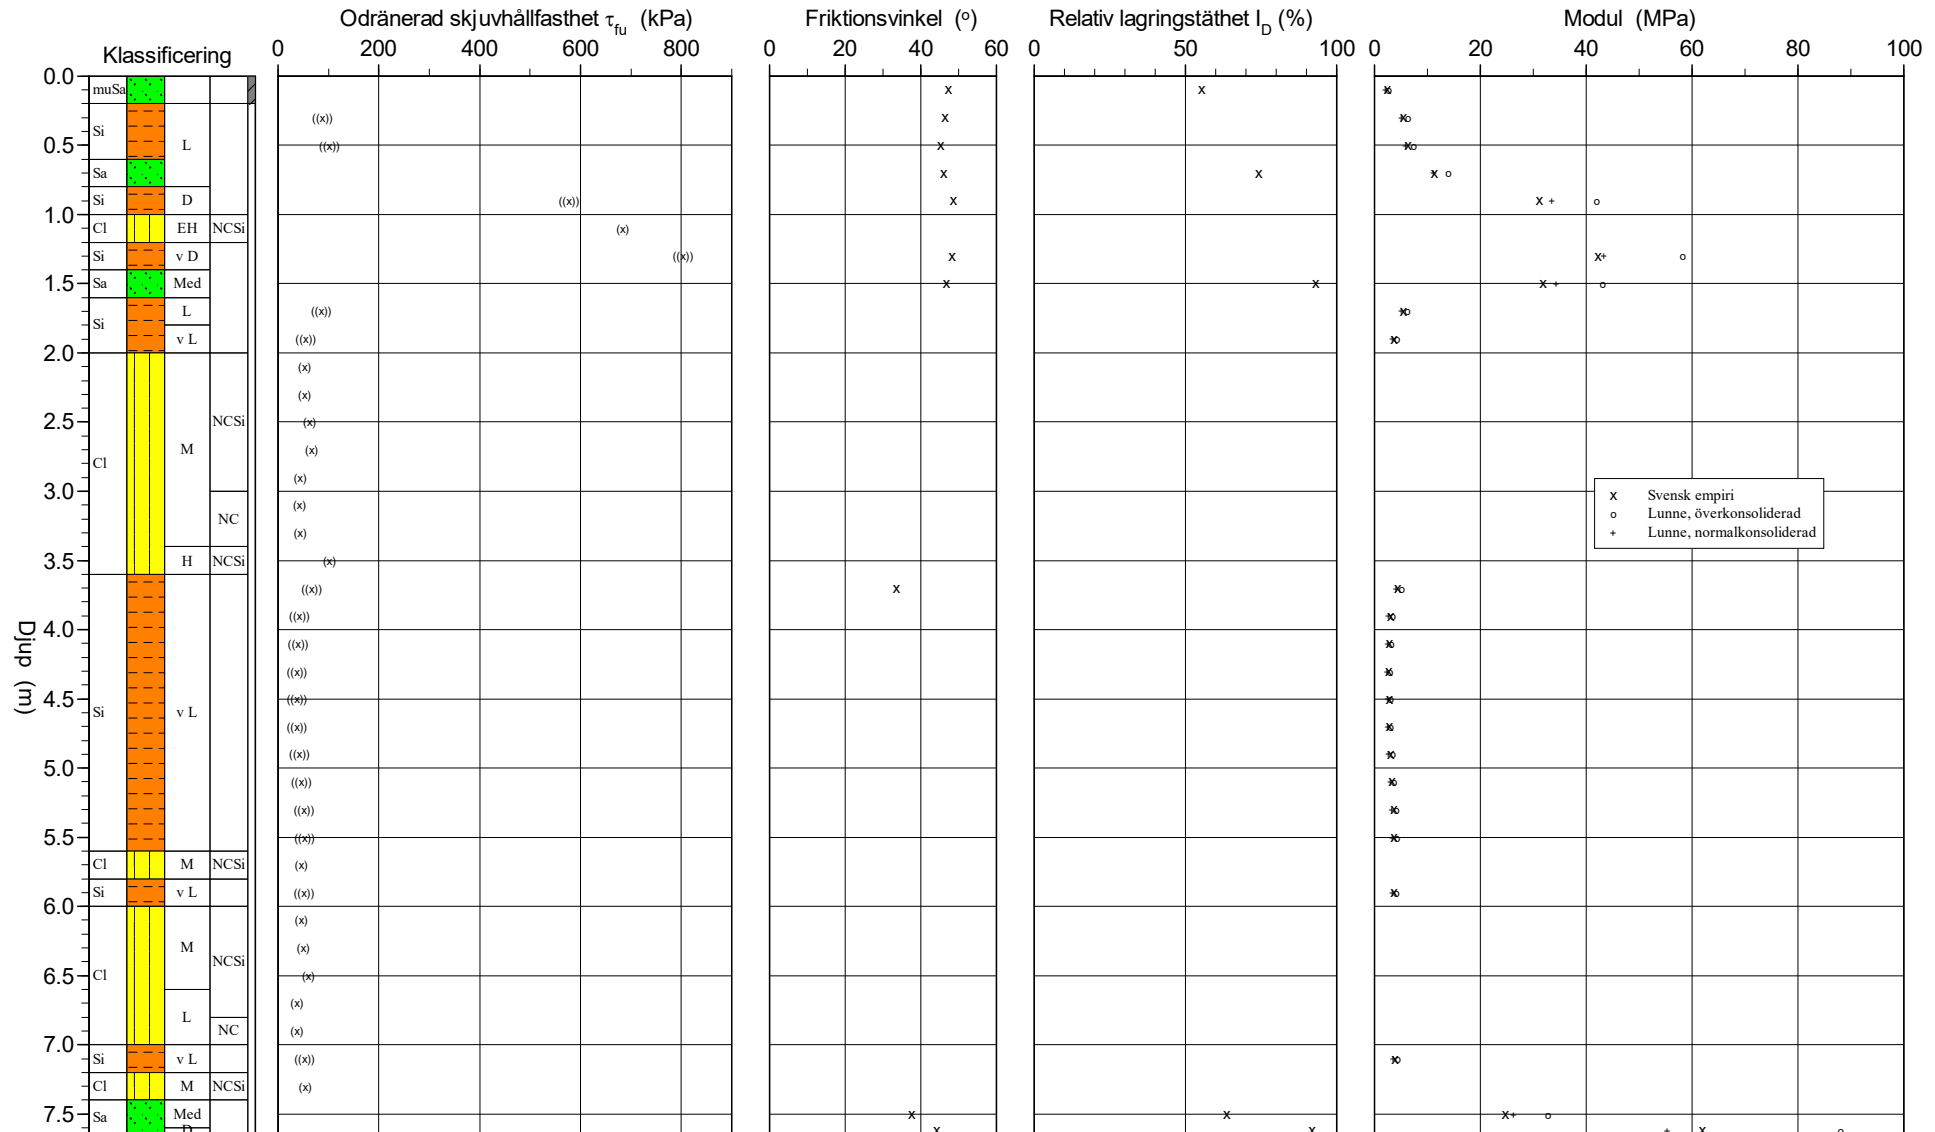 Odränerad skjuvhållfasthet τfu (kPa) Friktionsvinkel (o) Relativ lagringstäthet ID (%) Modul (MPa)
Klassificering 0 200 400 600 800 0 20 40 60 0 50 100 0 20 40 60 80 100
0.0
muSa
Si
L
0.5
Sa
Si D
1.0
Cl EH NCSi
Si v D
1.5
Sa Med
Si
L
v L
2.0
NCSi
2.5
M
Cl
3.0
NC
3.5
H NCSi
x Svensk empiri
o Lunne, överkonsoliderad
+ Lunne, normalkonsoliderad
4.0
Djup (m)
4.5
Si v L
5.0
5.5
Cl M NCSi
Si v L
6.0
M
NCSi
6.5
Cl
L
NC
7.0
Si v L
Cl M NCSi
7.5
Sa Med
D